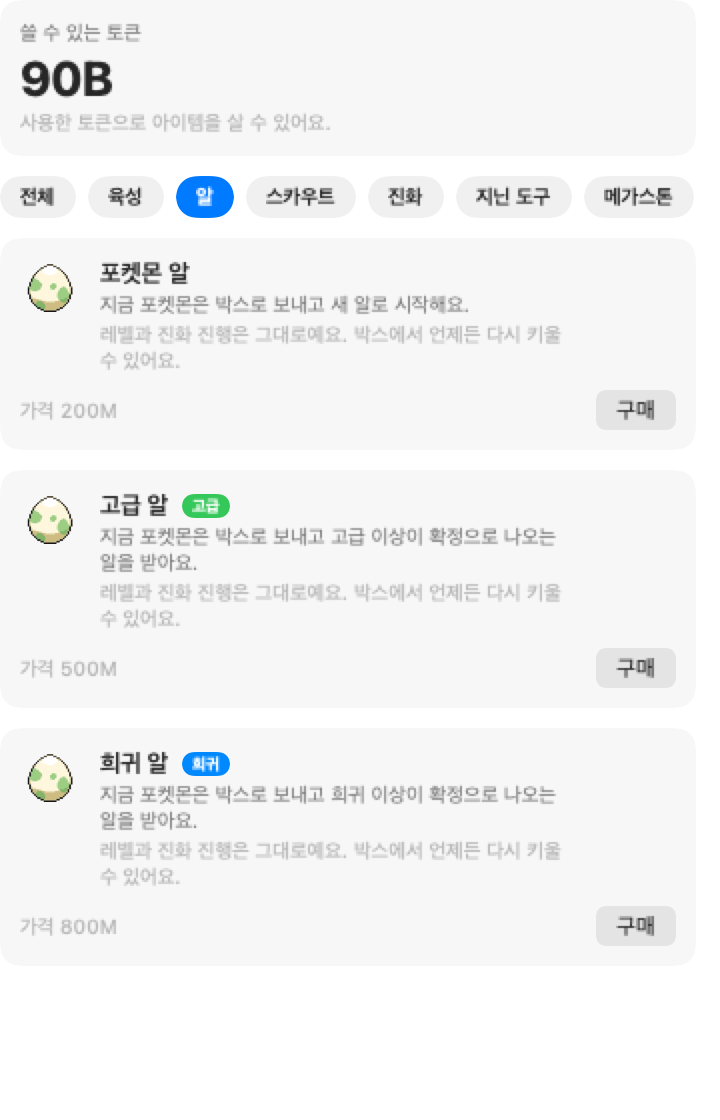 쓸 수 있는 토큰
90B
사용한 토큰으로 아이템을 살 수 있어요.
전체 육성 알 스카우트 진화 지닌 도구 메가스톤
포켓몬 알
지금 포켓몬은 박스로 보내고 새 알로 시작해요.
레벨과 진화 진행은 그대로예요. 박스에서 언제든 다시 키울
수 있어요.
가격 200M 구매
고급 알 고급
지금 포켓몬은 박스로 보내고 고급 이상이 확정으로 나오는
알을 받아요.
레벨과 진화 진행은 그대로예요. 박스에서 언제든 다시 키울
수 있어요.
가격 500M 구매
희귀 알 희귀
지금 포켓몬은 박스로 보내고 희귀 이상이 확정으로 나오는
알을 받아요.
레벨과 진화 진행은 그대로예요. 박스에서 언제든 다시 키울
수 있어요.
가격 800M 구매